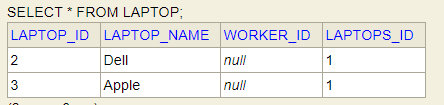 SELECT * FROM LAPTOP;
LAPTOP_ID LAPTOP_NAME WORKER_ID LAPTOPS_ID
2 Dell null 1
3 Apple null 1